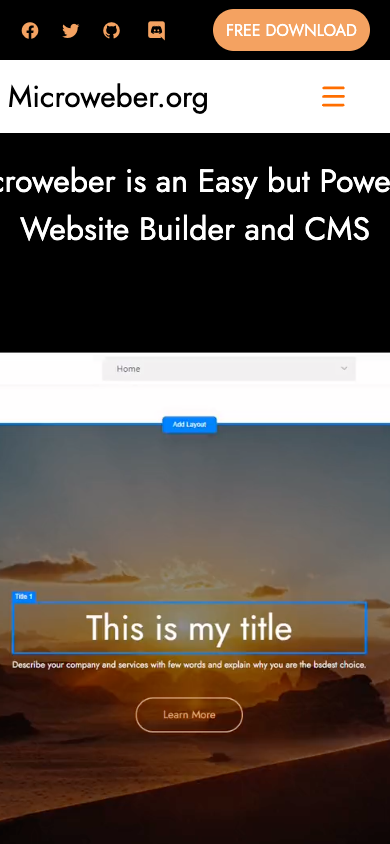 FREE DOWNLOAD
Microweber.org
croweber is an Easy but Powe
Website Builder and CMS
Home
Add Layout
Title 1
This is my title
Describe your company and services with few words and explain why you are the bsdest choice.
Learn More